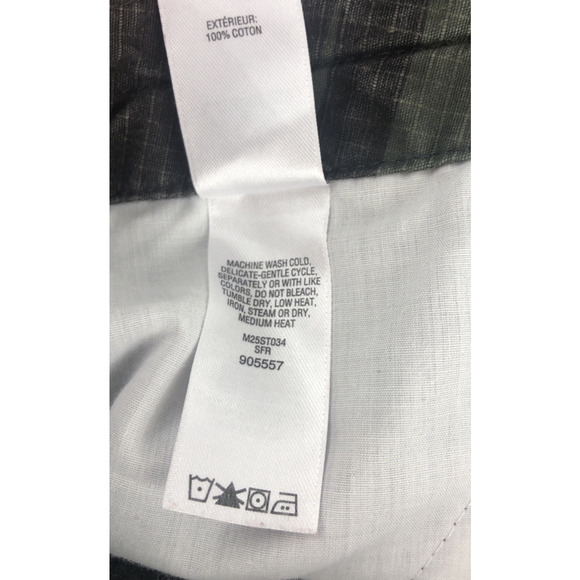 EXTÉRIEUR:
100% COTON
MACHINE WASH COLD,
DELICATE-GENTLE CYCLE,
SEPARATELY OR WITH LIKE
COLORS, DO NOT BLEACH,
TUMBLE DRY, LOW HEAT,
IRON, STEAM OR DRY,
MEDIUM HEAT
M25ST034
SFR
905557